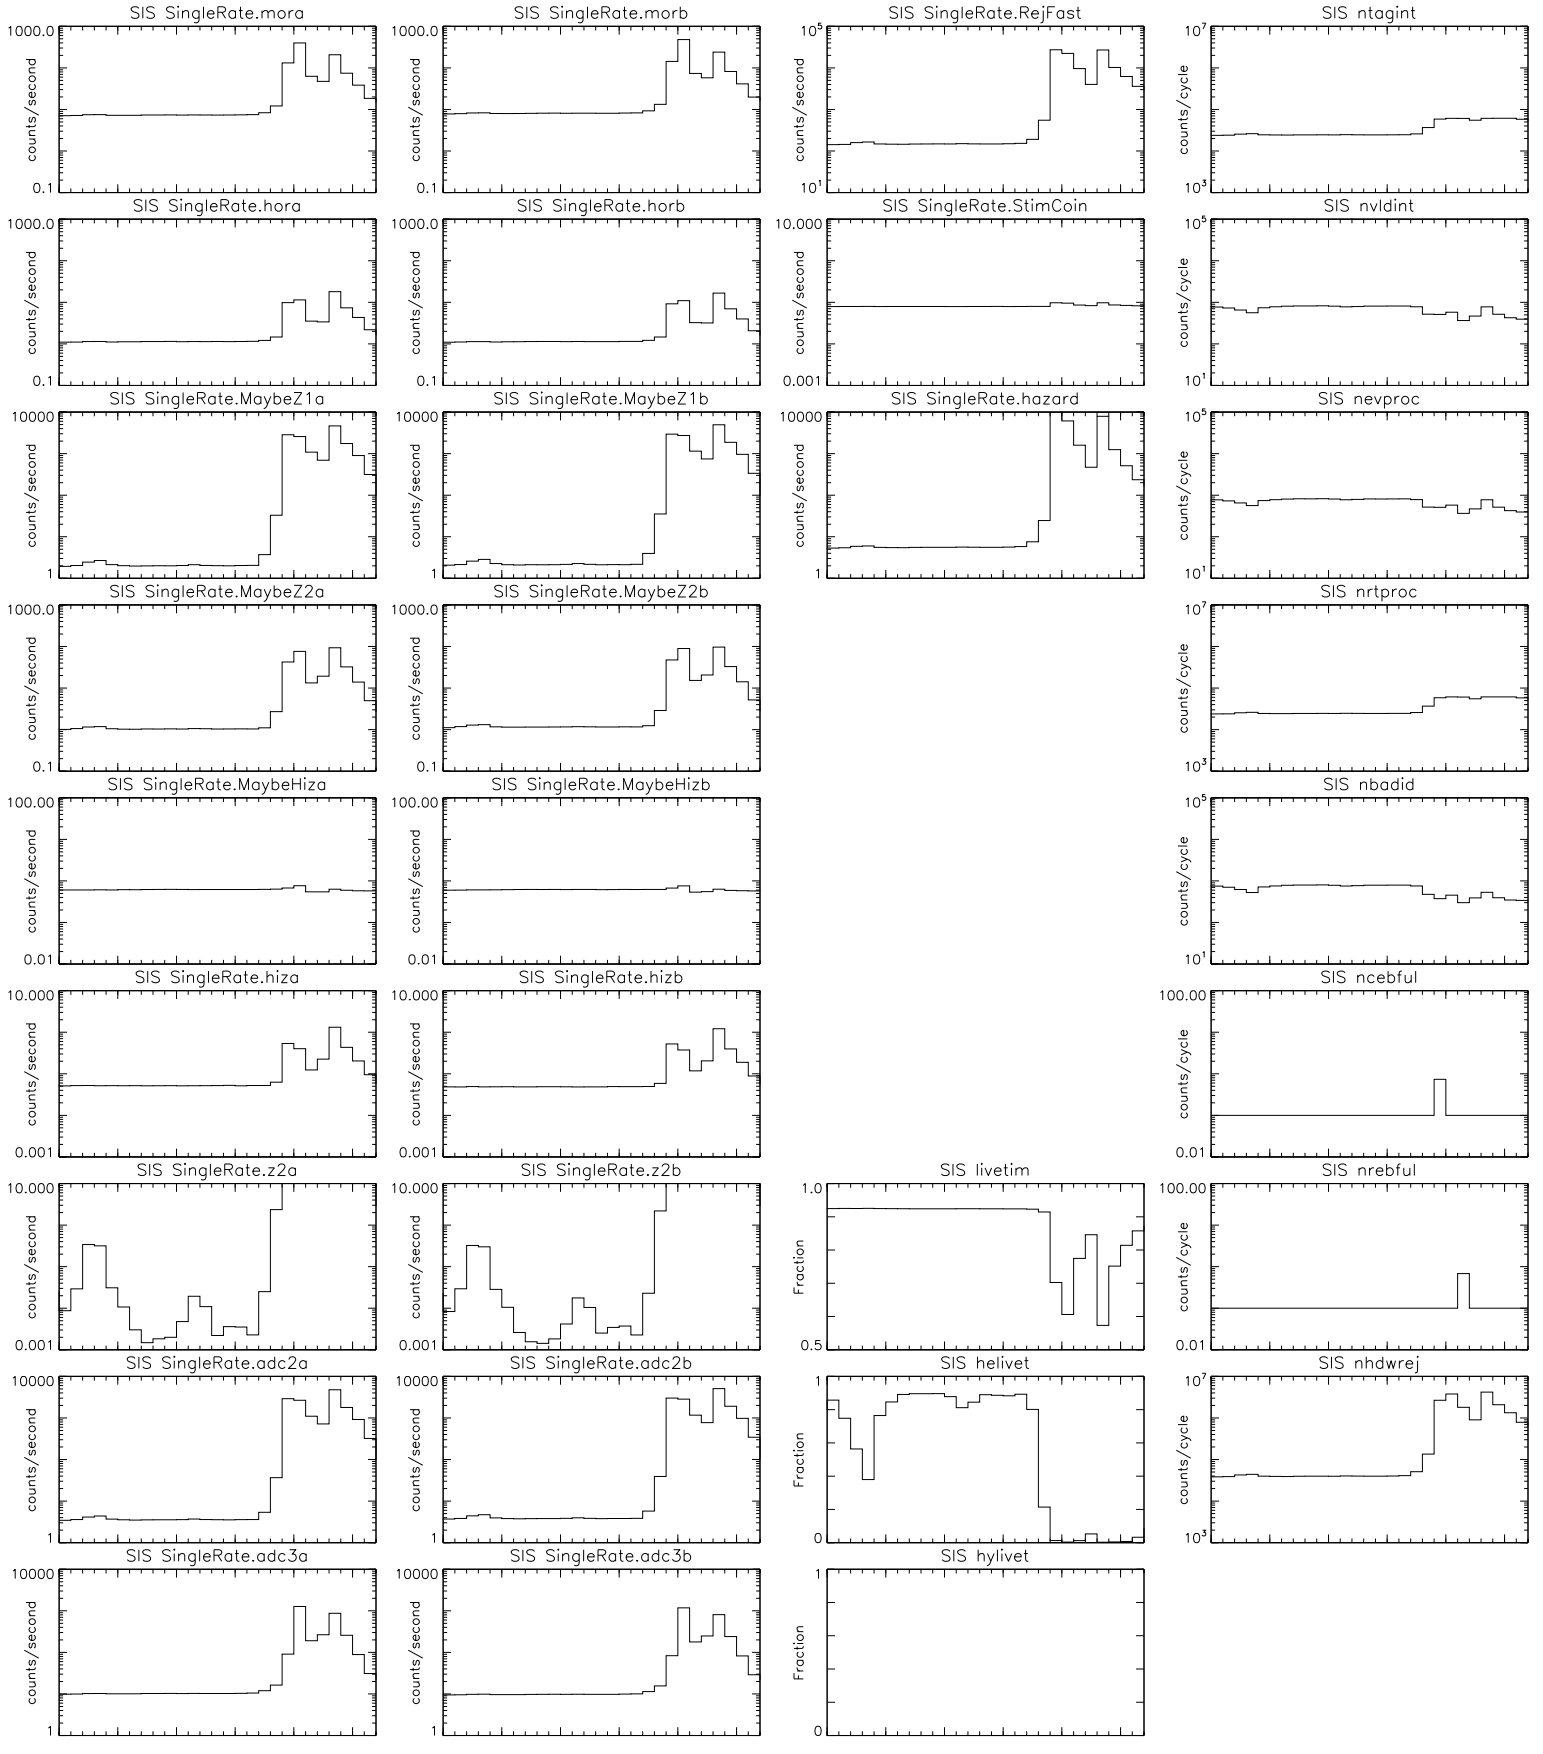 SIS SingleRate.mora
1000.0
counts/second
0.1
SIS SingleRate.morb
1000.0
counts/second
0.1
SIS SingleRate.RejFast
10^5
counts/second
10^1
SIS ntagint
10^7
counts/cycle
10^3
SIS SingleRate.hora
1000.0
counts/second
0.1
SIS SingleRate.horb
1000.0
counts/second
0.1
SIS SingleRate.StimCoin
10.000
counts/second
0.001
SIS nvldint
10^5
counts/cycle
10^1
SIS SingleRate.MaybeZ1a
10000
counts/second
1
SIS SingleRate.MaybeZ1b
10000
counts/second
1
SIS SingleRate.hazard
10000
counts/second
1
SIS nevproc
10^5
counts/cycle
10^1
SIS SingleRate.MaybeZ2a
1000.0
counts/second
0.1
SIS SingleRate.MaybeZ2b
1000.0
counts/second
0.1
SIS nrtproc
10^7
counts/cycle
10^3
SIS SingleRate.MaybeHiza
100.00
counts/second
0.01
SIS SingleRate.MaybeHizb
100.00
counts/second
0.01
SIS nbadid
10^5
counts/cycle
10^1
SIS SingleRate.hiza
10.000
counts/second
0.001
SIS SingleRate.hizb
10.000
counts/second
0.001
SIS ncebful
100.00
counts/cycle
0.01
SIS SingleRate.z2a
10.000
counts/second
0.001
SIS SingleRate.z2b
10.000
counts/second
0.001
SIS livetim
1.0
Fraction
0.5
SIS nrebful
100.00
counts/cycle
0.01
SIS SingleRate.adc2a
10000
counts/second
1
SIS SingleRate.adc2b
10000
counts/second
1
SIS helivet
1
Fraction
0
SIS nhdwrej
10^7
counts/cycle
10^3
SIS SingleRate.adc3a
10000
counts/second
1
SIS SingleRate.adc3b
10000
counts/second
1
SIS hylivet
1
Fraction
0